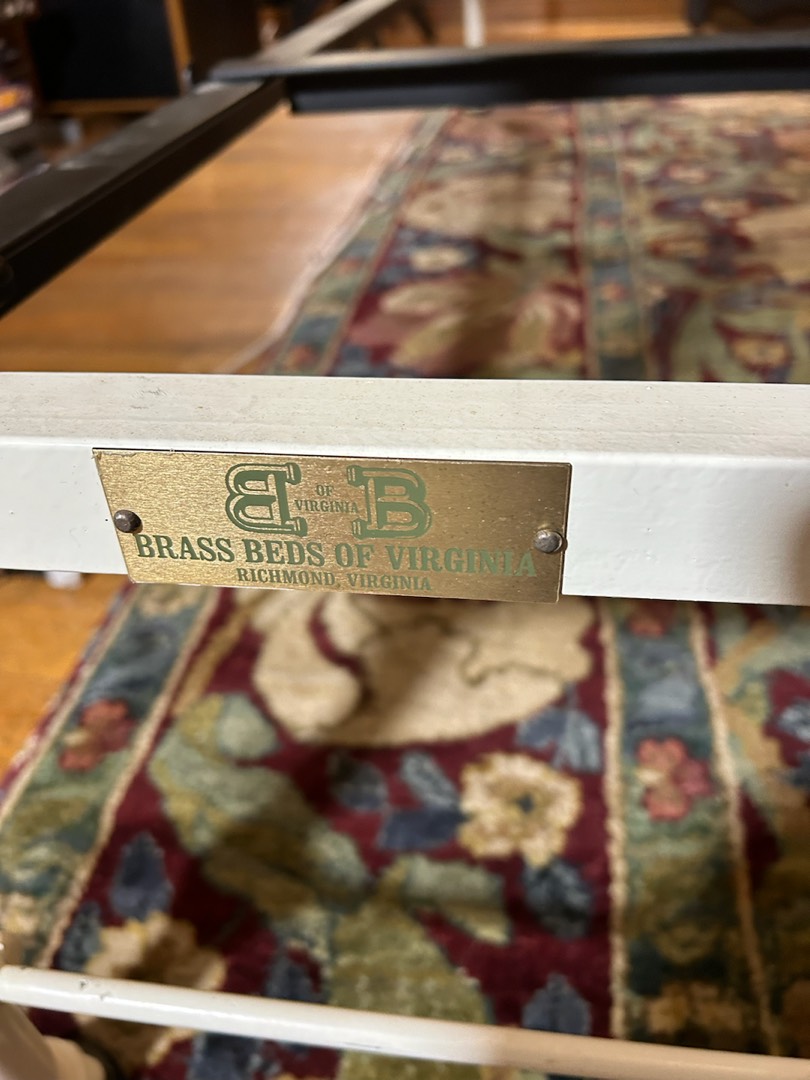 B OF VIRGINIA B
BRASS BEDS OF VIRGINIA
RICHMOND, VIRGINIA